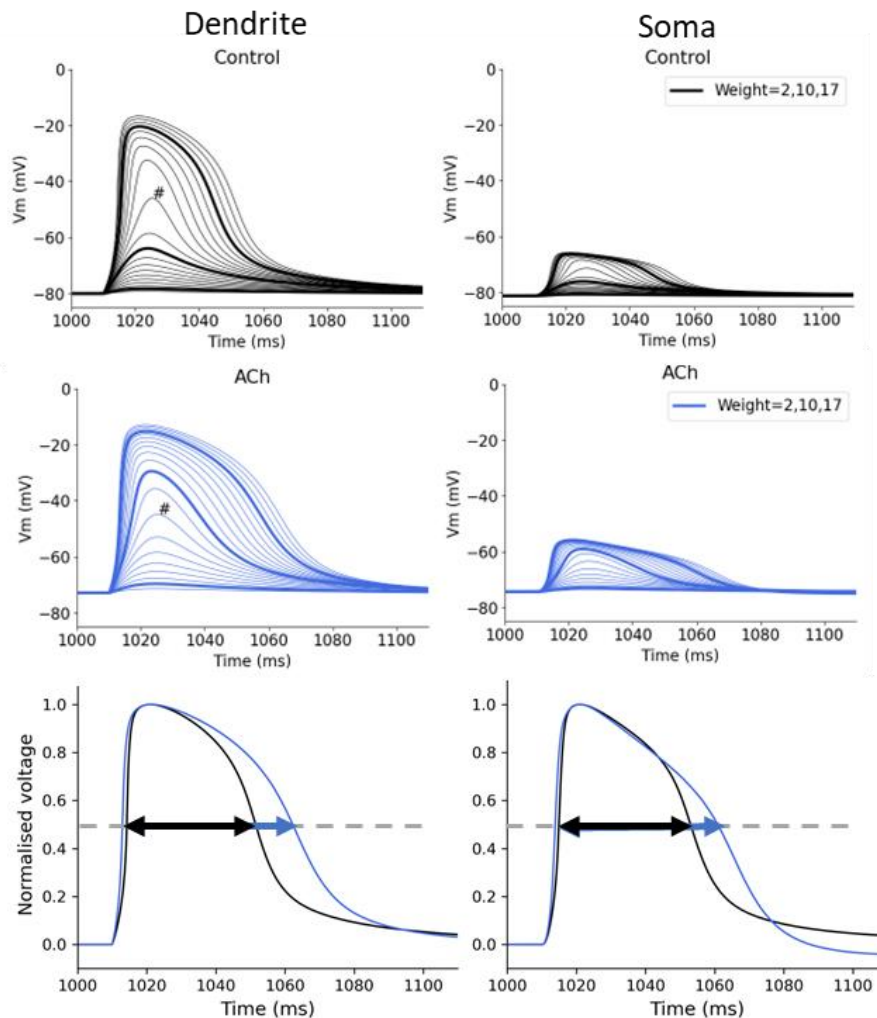 Dendrite
Soma
Control
Control
0
−20
−40
−60
−80
Vm (mV)
#
1000 1020 1040 1060 1080 1100
Time (ms)
0
−20
−40
−60
−80
Vm (mV)
Weight=2,10,17
1000 1020 1040 1060 1080 1100
Time (ms)
ACh
ACh
0
−20
−40
−60
−80
Vm (mV)
#
1000 1020 1040 1060 1080 1100
Time (ms)
0
−20
−40
−60
−80
Vm (mV)
Weight=2,10,17
1000 1020 1040 1060 1080 1100
Time (ms)
1.0
0.8
0.6
0.4
0.2
0.0
Normalised voltage
1000 1020 1040 1060 1080 1100
Time (ms)
1.0
0.8
0.6
0.4
0.2
0.0
1000 1020 1040 1060 1080 1100
Time (ms)